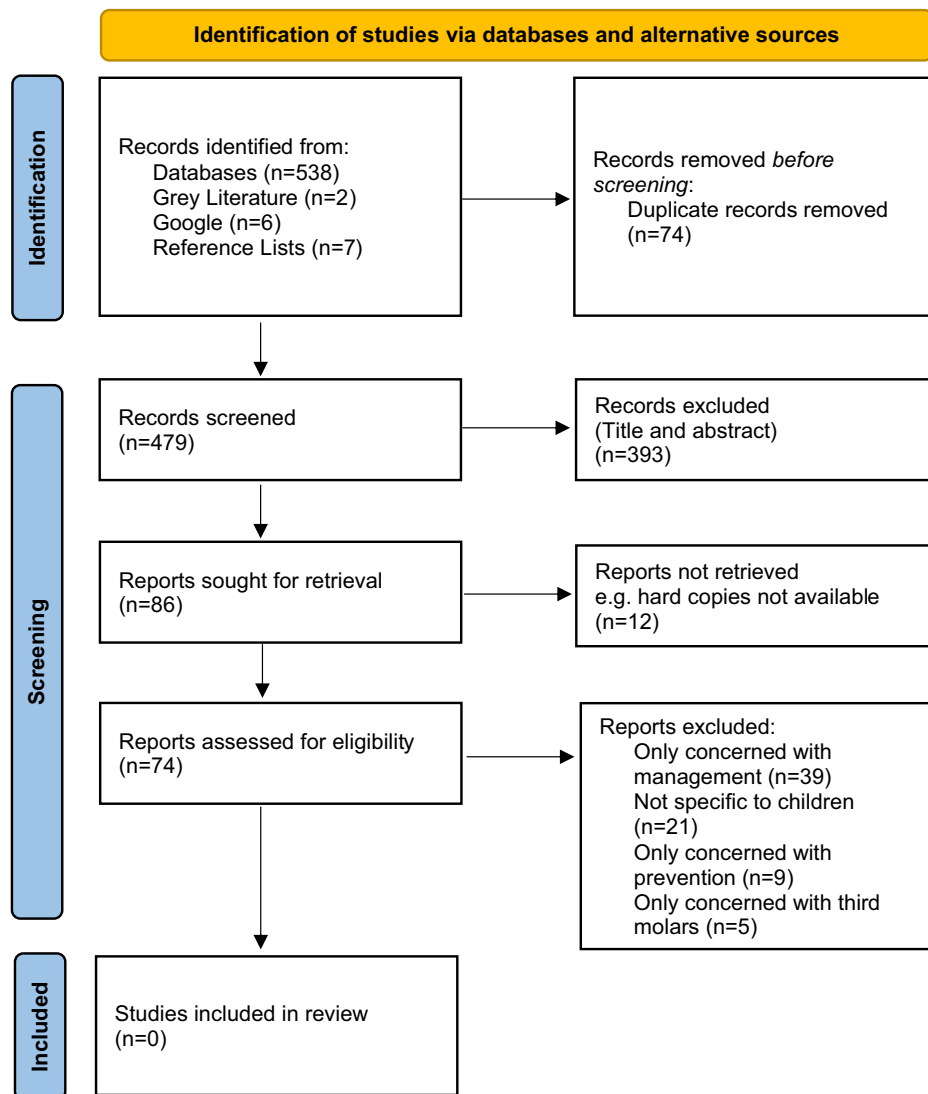 Identification of studies via databases and alternative sources
Identification
Records identified from:
Databases (n=538)
Grey Literature (n=2)
Google (n=6)
Reference Lists (n=7)
Records removed before
screening:
Duplicate records removed
(n=74)
Screening
Records screened
(n=479)
Records excluded
(Title and abstract)
(n=393)
Reports sought for retrieval
(n=86)
Reports not retrieved
e.g. hard copies not available
(n=12)
Reports assessed for eligibility
(n=74)
Reports excluded:
Only concerned with
management (n=39)
Not specific to children
(n=21)
Only concerned with
prevention (n=9)
Only concerned with third
molars (n=5)
Included
Studies included in review
(n=0)